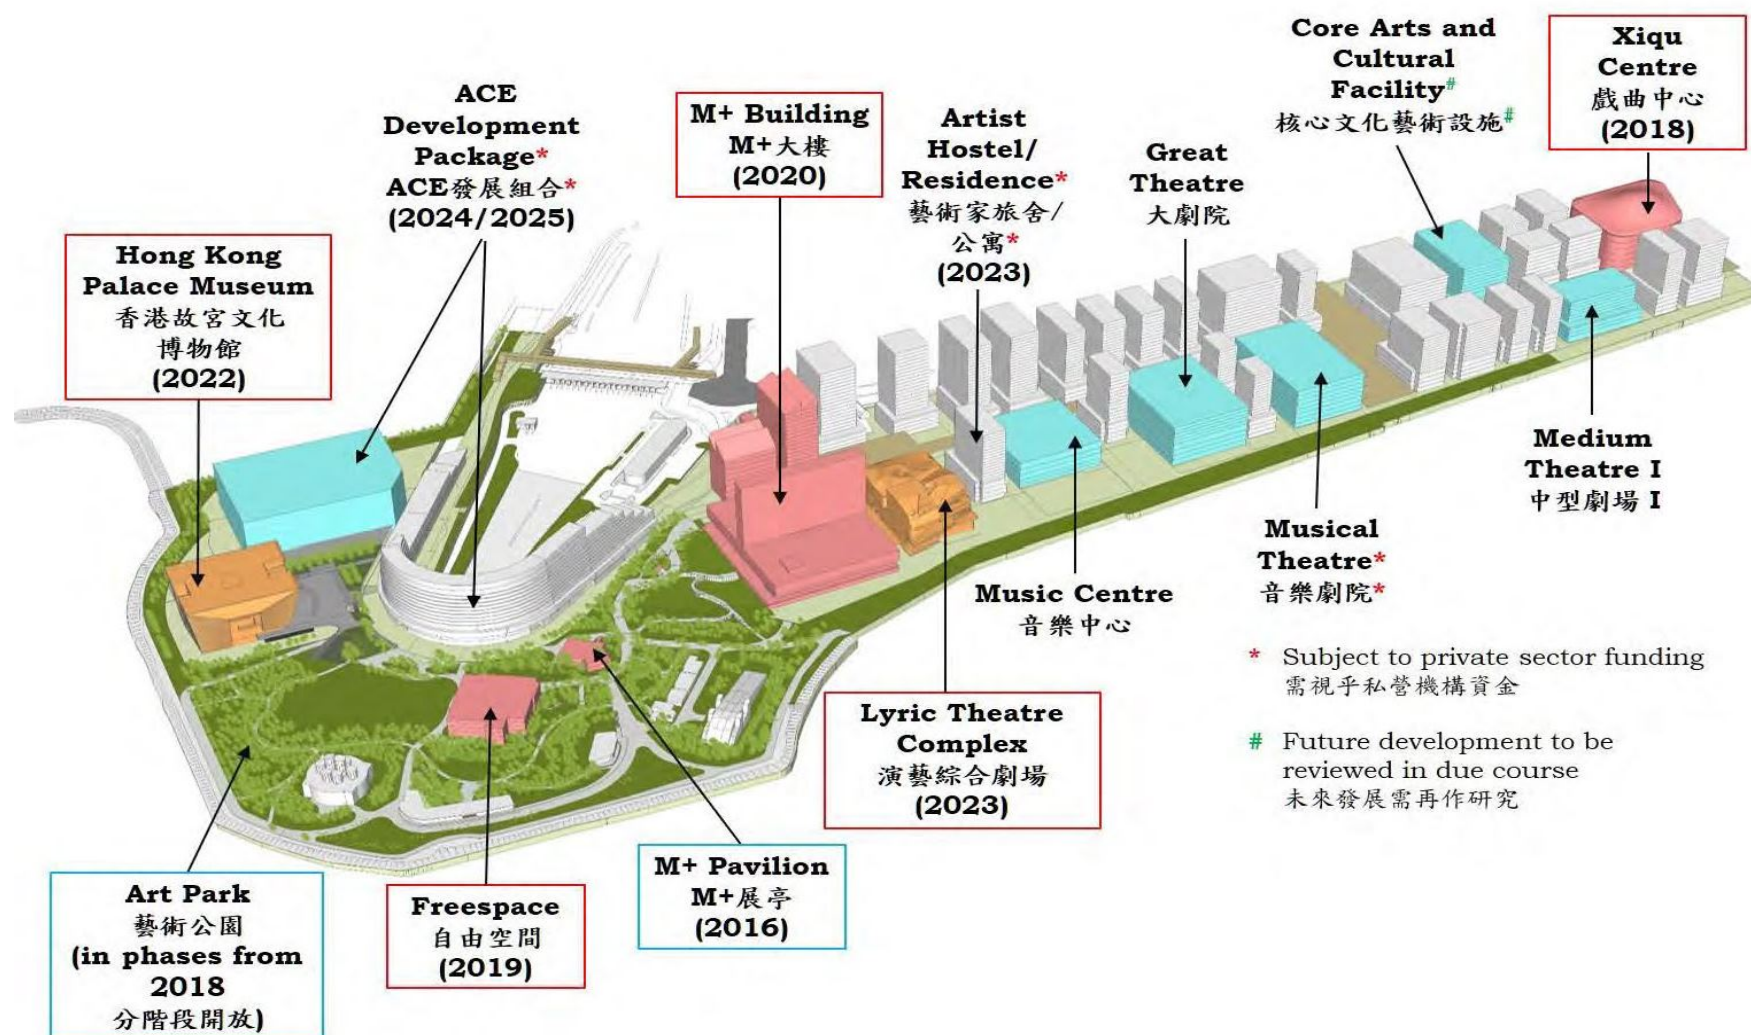 ACE
Development
Package*
ACE發展組合*
(2024/2025)
M+ Building
M+大樓
(2020)
Artist
Hostel/
Residence*
藝術家旅舍/
公寓*
(2023)
Great
Theatre
大劇院
Core Arts and
Cultural
Facility#
核心文化藝術設施#
Xiqu
Centre
戲曲中心
(2018)
Hong Kong
Palace Museum
香港故宮文化
博物館
(2022)
Medium
Theatre I
中型劇場 I
Musical
Theatre*
音樂劇院*
Music Centre
音樂中心
Lyric Theatre
Complex
演藝綜合劇場
(2023)
M+ Pavilion
M+展亭
(2016)
Freespace
自由空間
(2019)
Art Park
藝術公園
(in phases from
2018
分階段開放)
* Subject to private sector funding
需視乎私營機構資金
# Future development to be
reviewed in due course
未來發展需再作研究